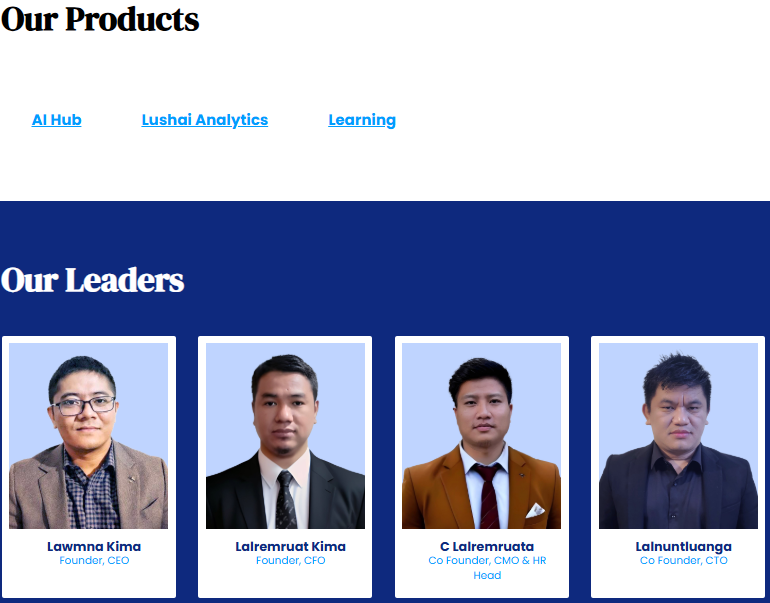 Our Products
AI Hub Lushai Analytics Learning
Our Leaders
Lawmna Kima
Founder, CEO
Lalremruat Kima
Founder, CFO
C Lalremruata
Co Founder, CMO & HR
Head
Lalnuntluanga
Co Founder, CTO